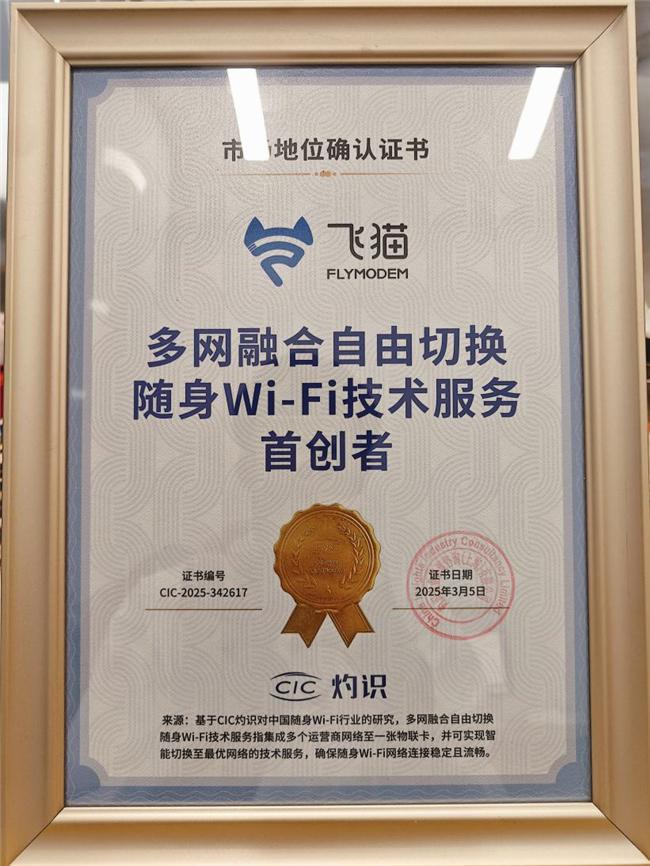 市场地位确认证书
飞猫
FLYMODEM
多网融合自由切换
随身Wi-Fi技术服务
首创者
证书编号
CIC-2025-342617
证书日期
2025年3月5日
China Insights Industry Consultancy Limited
CIC 灼识
来源：基于CIC灼识对中国随身Wi-Fi行业的研究，多网融合自由切换
随身Wi-Fi技术服务指集成多个运营商网络至一张物联卡，并可实现智
能切换至最优网络的技术服务，确保随身Wi-Fi网络连接稳定且流畅。